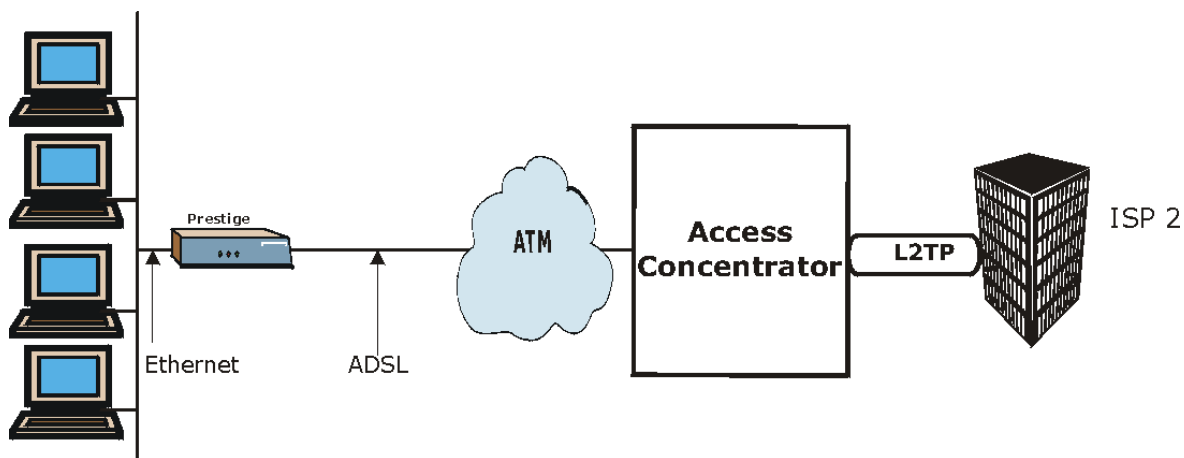 Prestige
ATM
Access
Concentrator
L2TP
ISP 2
Ethernet
ADSL